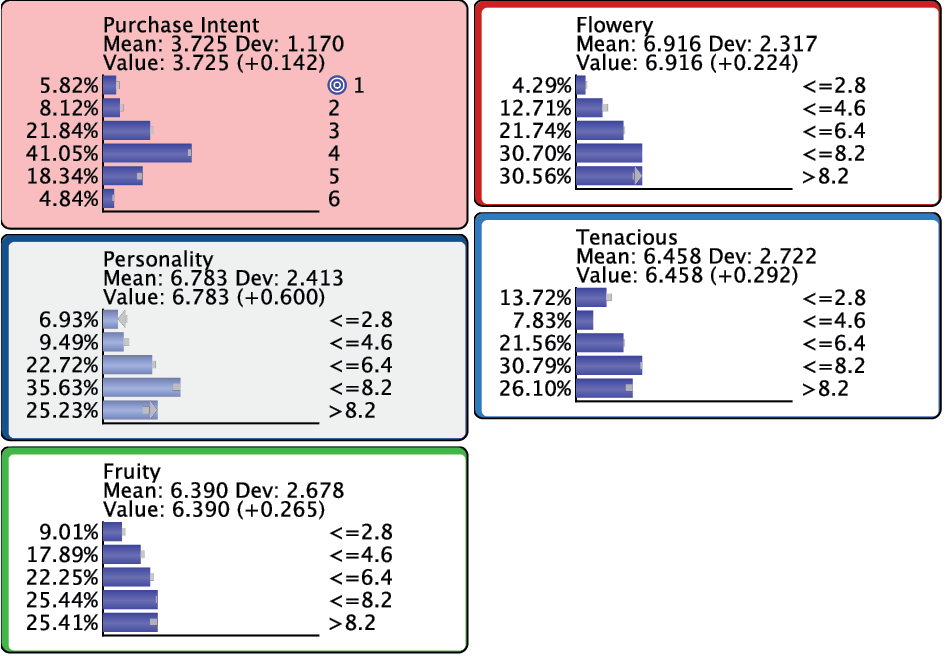 Purchase Intent
Mean: 3.725 Dev: 1.170
Value: 3.725 (+0.142)
5.82% 1
8.12% 2
21.84% 3
41.05% 4
18.34% 5
4.84% 6
Personality
Mean: 6.783 Dev: 2.413
Value: 6.783 (+0.600)
6.93% <=2.8
9.49% <=4.6
22.72% <=6.4
35.63% <=8.2
25.23% >8.2
Fruity
Mean: 6.390 Dev: 2.678
Value: 6.390 (+0.265)
9.01% <=2.8
17.89% <=4.6
22.25% <=6.4
25.44% <=8.2
25.41% >8.2
Flowery
Mean: 6.916 Dev: 2.317
Value: 6.916 (+0.224)
4.29% <=2.8
12.71% <=4.6
21.74% <=6.4
30.70% <=8.2
30.56% >8.2
Tenacious
Mean: 6.458 Dev: 2.722
Value: 6.458 (+0.292)
13.72% <=2.8
7.83% <=4.6
21.56% <=6.4
30.79% <=8.2
26.10% >8.2